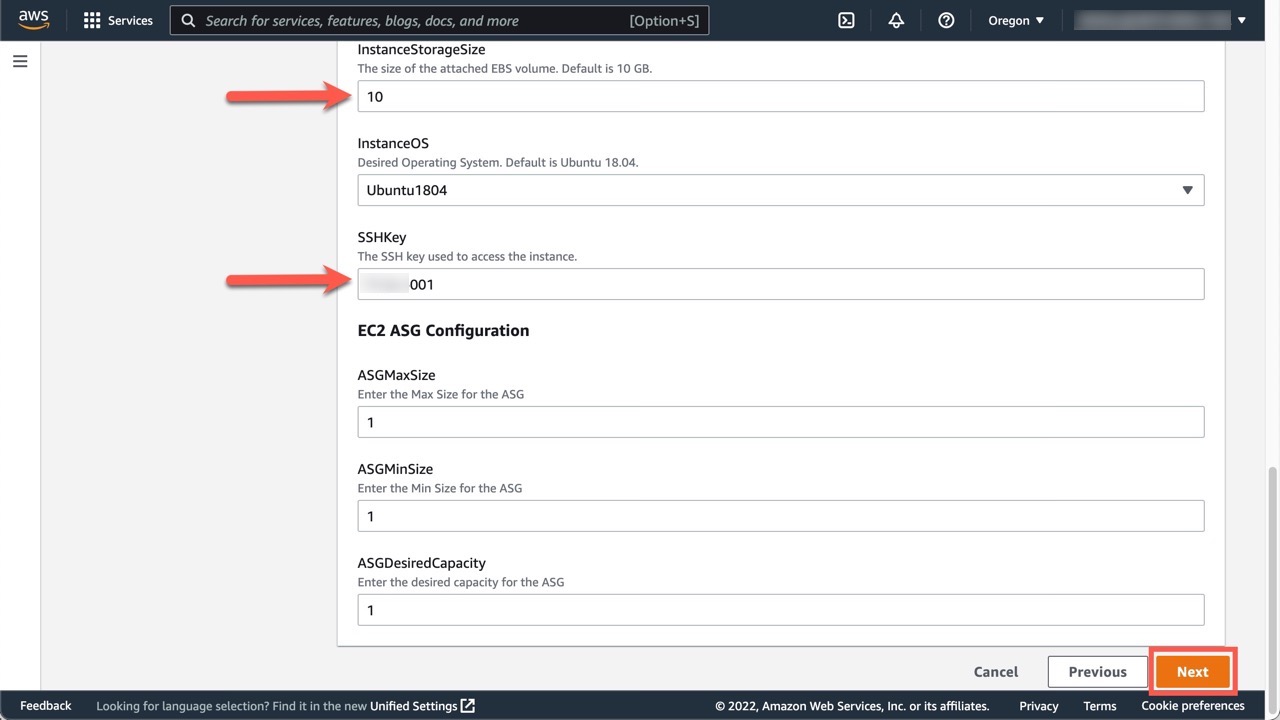 aws Services Search for services, features, blogs, docs, and more [Option+S] Oregon
InstanceStorageSize
The size of the attached EBS volume. Default is 10 GB.
10
InstanceOS
Desired Operating System. Default is Ubuntu 18.04.
Ubuntu1804
SSHKey
The SSH key used to access the instance.
001
EC2 ASG Configuration
ASGMaxSize
Enter the Max Size for the ASG
1
ASGMinSize
Enter the Min Size for the ASG
1
ASGDesiredCapacity
Enter the desired capacity for the ASG
1
Cancel Previous Next
Feedback Looking for language selection? Find it in the new Unified Settings © 2022, Amazon Web Services, Inc. or its affiliates. Privacy Terms Cookie preferences